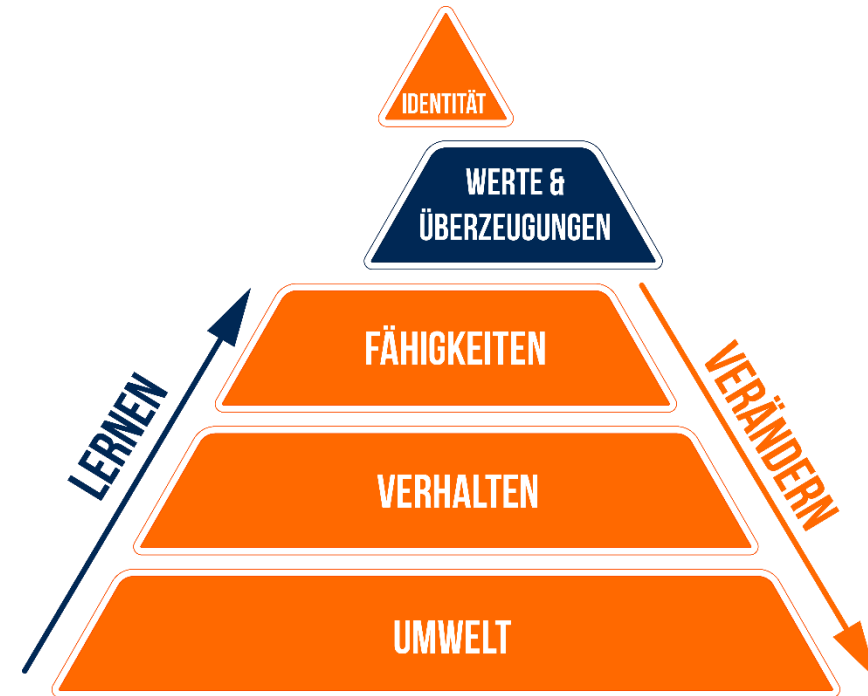 IDENTITÄT
WERTE &
ÜBERZEUGUNGEN
FÄHIGKEITEN
LERNEN
VERÄNDERN
VERHALTEN
UMWELT